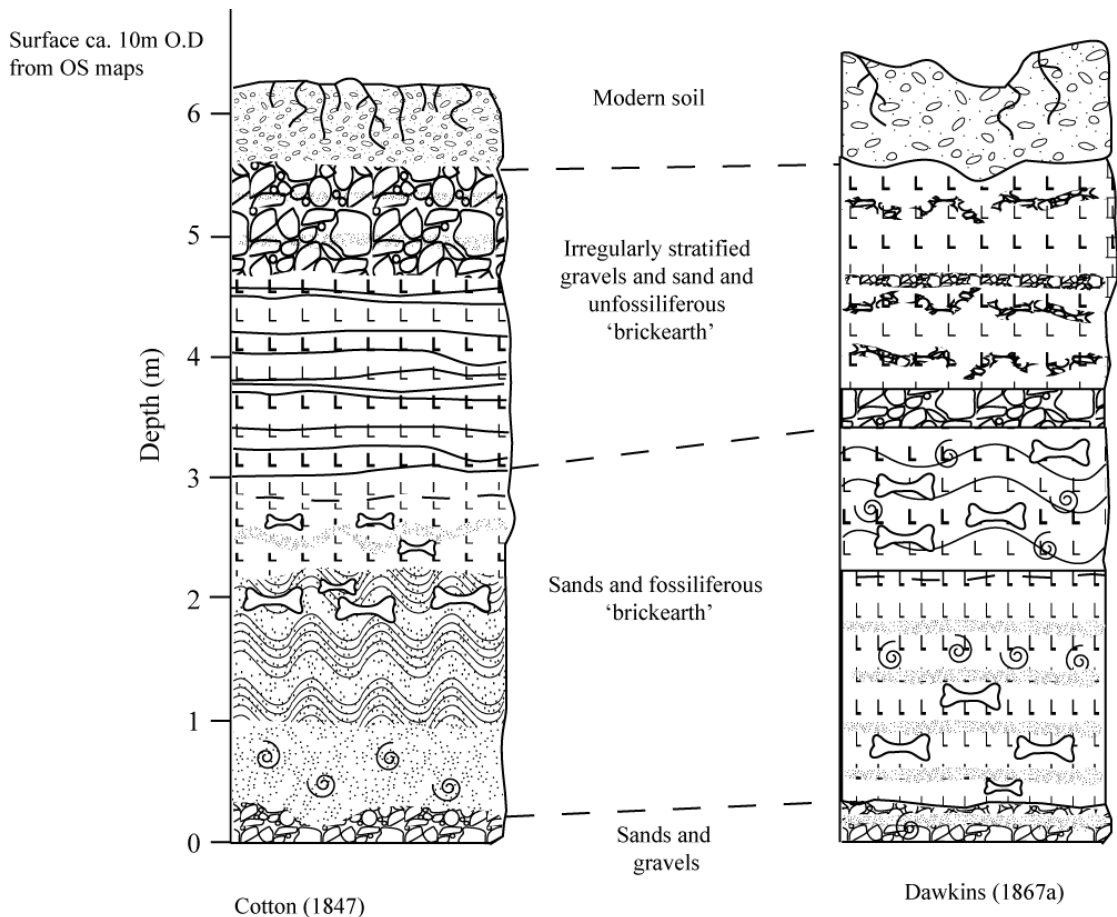 Surface ca. 10m O.D
from OS maps
Modern soil
6
5
Irregularly stratified
gravels and sand and
unfossiliferous
‘brickearth’
4
Depth (m)
3
2
Sands and fossiliferous
‘brickearth’
1
0
Sands and
gravels
Cotton (1847)
Dawkins (1867a)